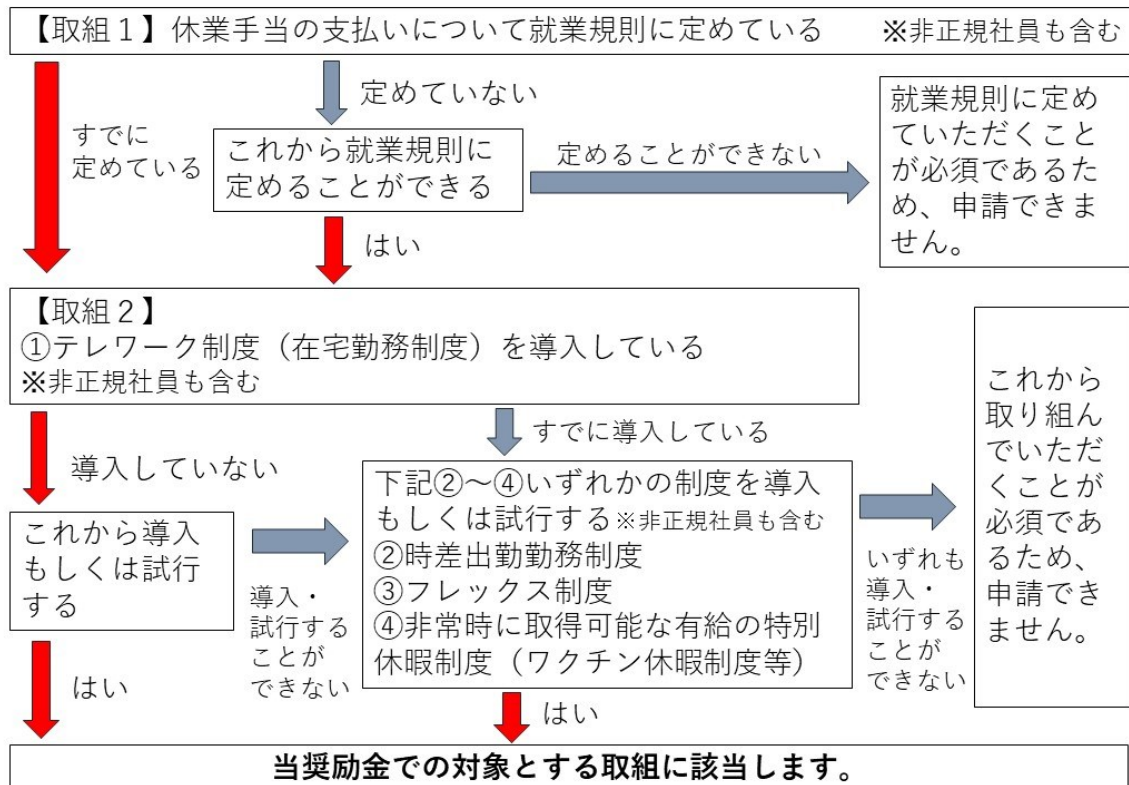 【取組１】休業手当の支払いについて就業規則に定めている　※非正規社員も含む
すでに
定めている
定めていない
これから就業規則に
定めることができる
定めることができない
就業規則に定め
ていただくこと
が必須であるた
め、申請できま
せん。
はい
【取組２】
①テレワーク制度（在宅勤務制度）を導入している
※非正規社員も含む
導入していない
すでに導入している
これから導入
もしくは試行
する
導入・
試行する
ことが
できない
下記②～④いずれかの制度を導入
もしくは試行する※非正規社員も含む
②時差出勤勤務制度
③フレックス制度
④非常時に取得可能な有給の特別
休暇制度（ワクチン休暇制度等）
いずれも
導入・
試行する
ことが
できない
これから
取り組ん
でいただ
くことが
必須であ
るため、
申請でき
ません。
はい
はい
当奨励金での対象とする取組に該当します。